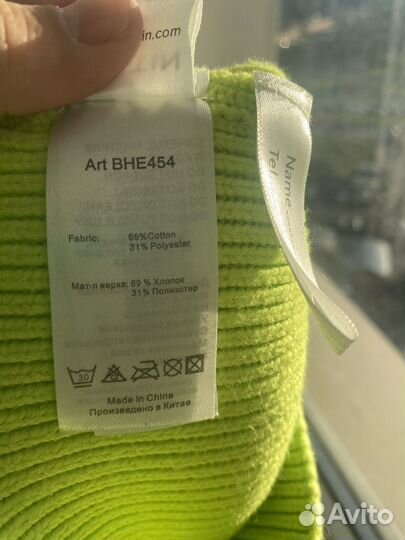 in.com
Art BHE454
Fabric: 69%Cotton
31% Polyester
Мат-л верха: 69 % Хлопок
31% Полиэстер
30
Made in China
Произведено в Китае
Name
Tel
Avito